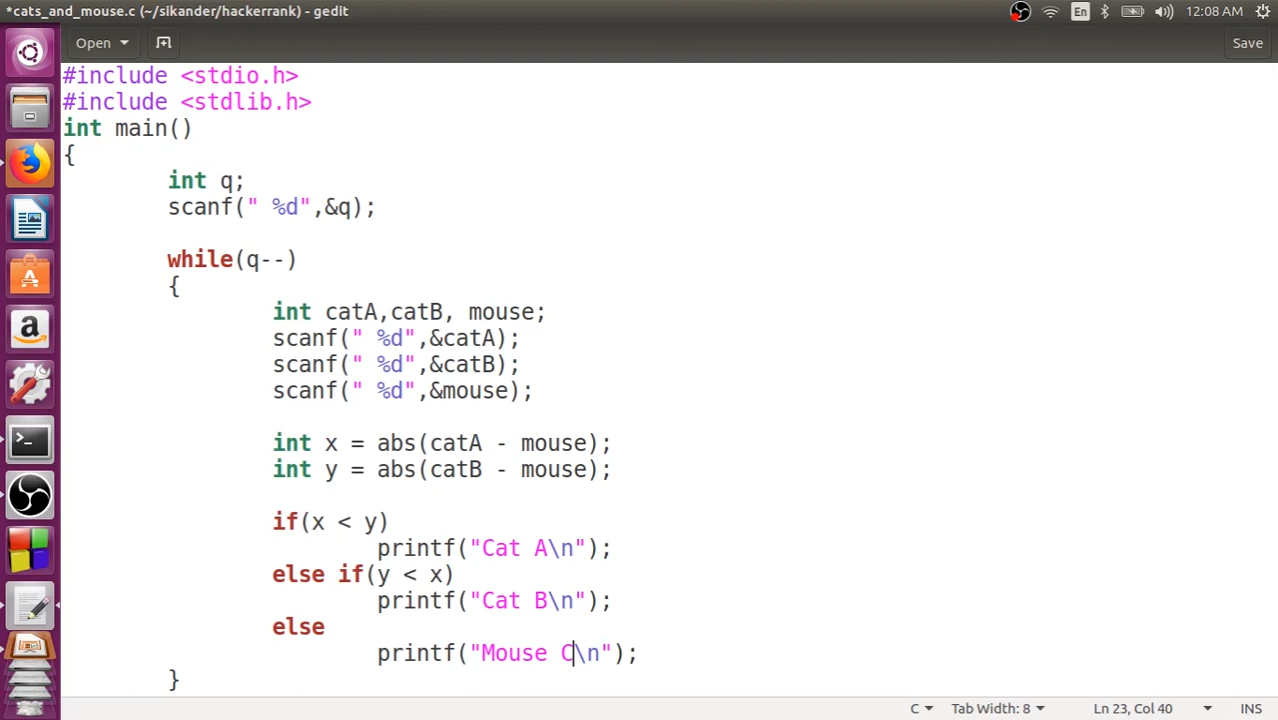 *cats_and_mouse.c (~/sikander/hackerrank) - gedit
En
12:08 AM
Open
Save
#include <stdio.h>
#include <stdlib.h>
int main()
{
int q;
scanf(" %d",&q);
while(q--)
{
int catA,catB, mouse;
scanf(" %d",&catA);
scanf(" %d",&catB);
scanf(" %d",&mouse);
int x = abs(catA - mouse);
int y = abs(catB - mouse);
if(x < y)
printf("Cat A\n");
else if(y < x)
printf("Cat B\n");
else
printf("Mouse C\n");
}
C
Tab Width: 8
Ln 23, Col 40
INS